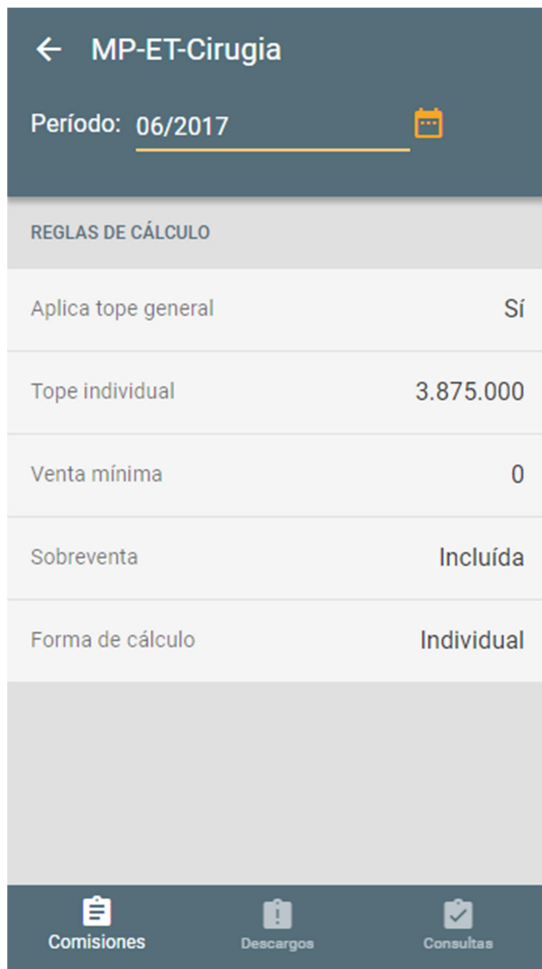 MP-ET-Cirugia
Período: 06/2017
REGLAS DE CÁLCULO
Aplica tope general Sí
Tope individual 3.875.000
Venta mínima 0
Sobreventa Incluída
Forma de cálculo Individual
Comisiones Descargos Consultas